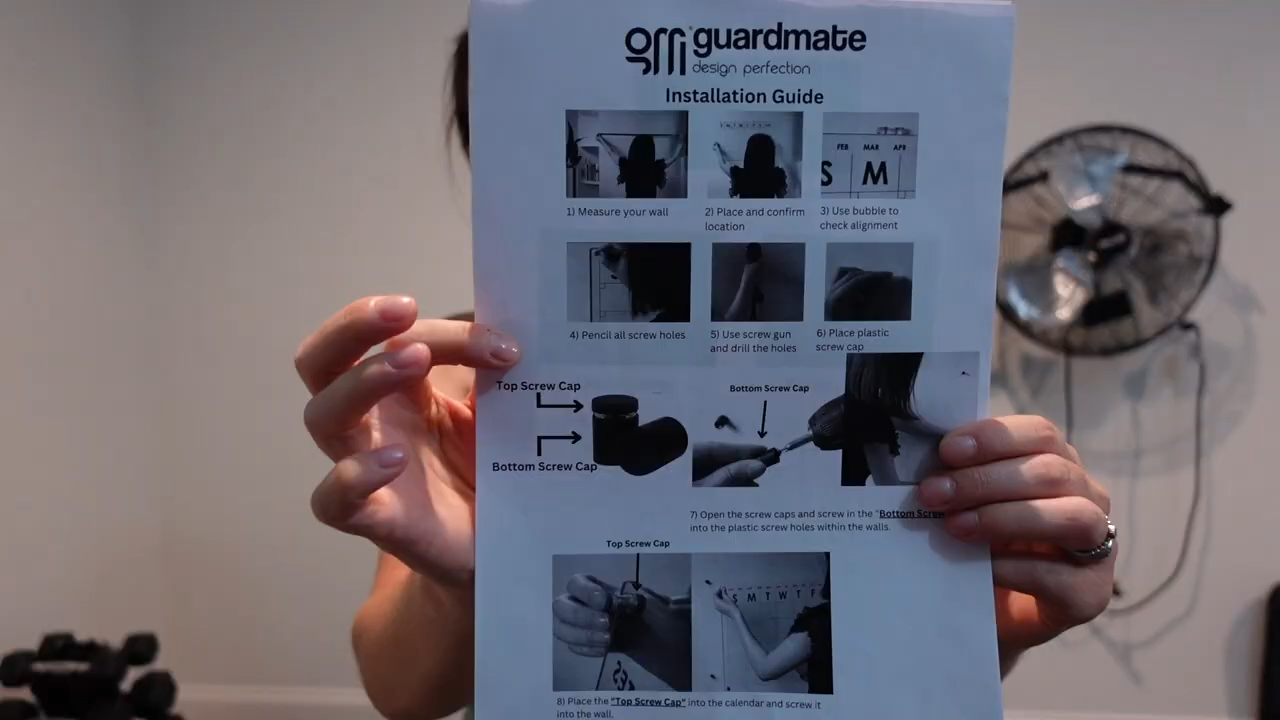 gm guardmate
design perfection
Installation Guide
FEB MAR APR
S M
1) Measure your wall
2) Place and confirm
location
3) Use bubble to
check alignment
4) Pencil all screw holes
5) Use screw gun
and drill the holes
6) Place plastic
screw cap
Top Screw Cap
Bottom Screw Cap
Bottom Screw Cap
7) Open the screw caps and screw in the "Bottom Screw
into the plastic screw holes within the walls.
Top Screw Cap
S M T W T F
8) Place the "Top Screw Cap" into the calendar and screw it
into the wall.